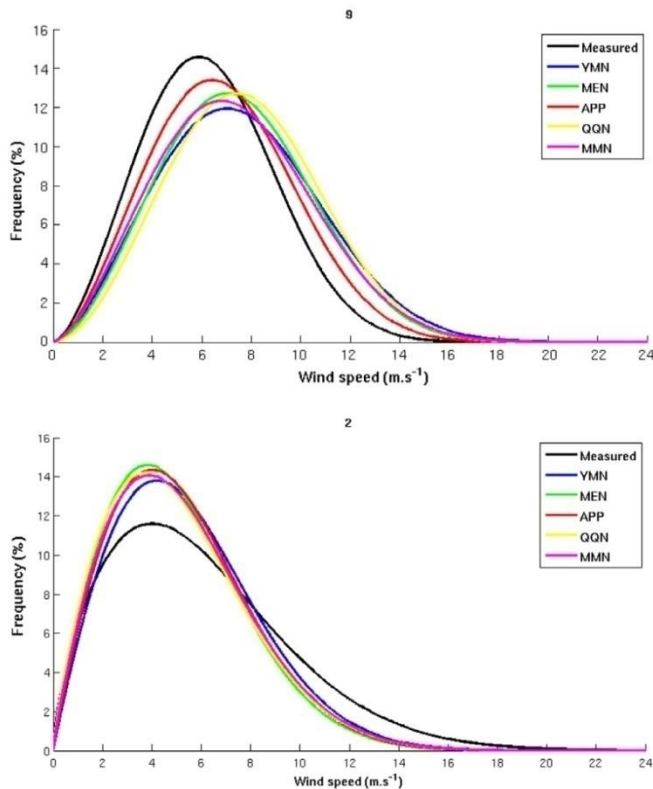 9
16
14
12
10
8
6
4
2
0
Frequency (%)
Measured
YMN
MEN
APP
QQN
MMN
0 2 4 6 8 10 12 14 16 18 20 22 24
Wind speed (m.s⁻¹)
2
16
14
12
10
8
6
4
2
0
Frequency (%)
Measured
YMN
MEN
APP
QQN
MMN
0 2 4 6 8 10 12 14 16 18 20 22 24
Wind speed (m.s⁻¹)